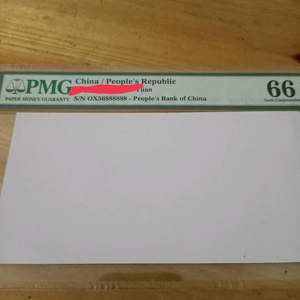 PMG
PAPER MONEY GUARANTY
China / People's Republic
Yuan
S/N OX58888888 - People's Bank of China
66